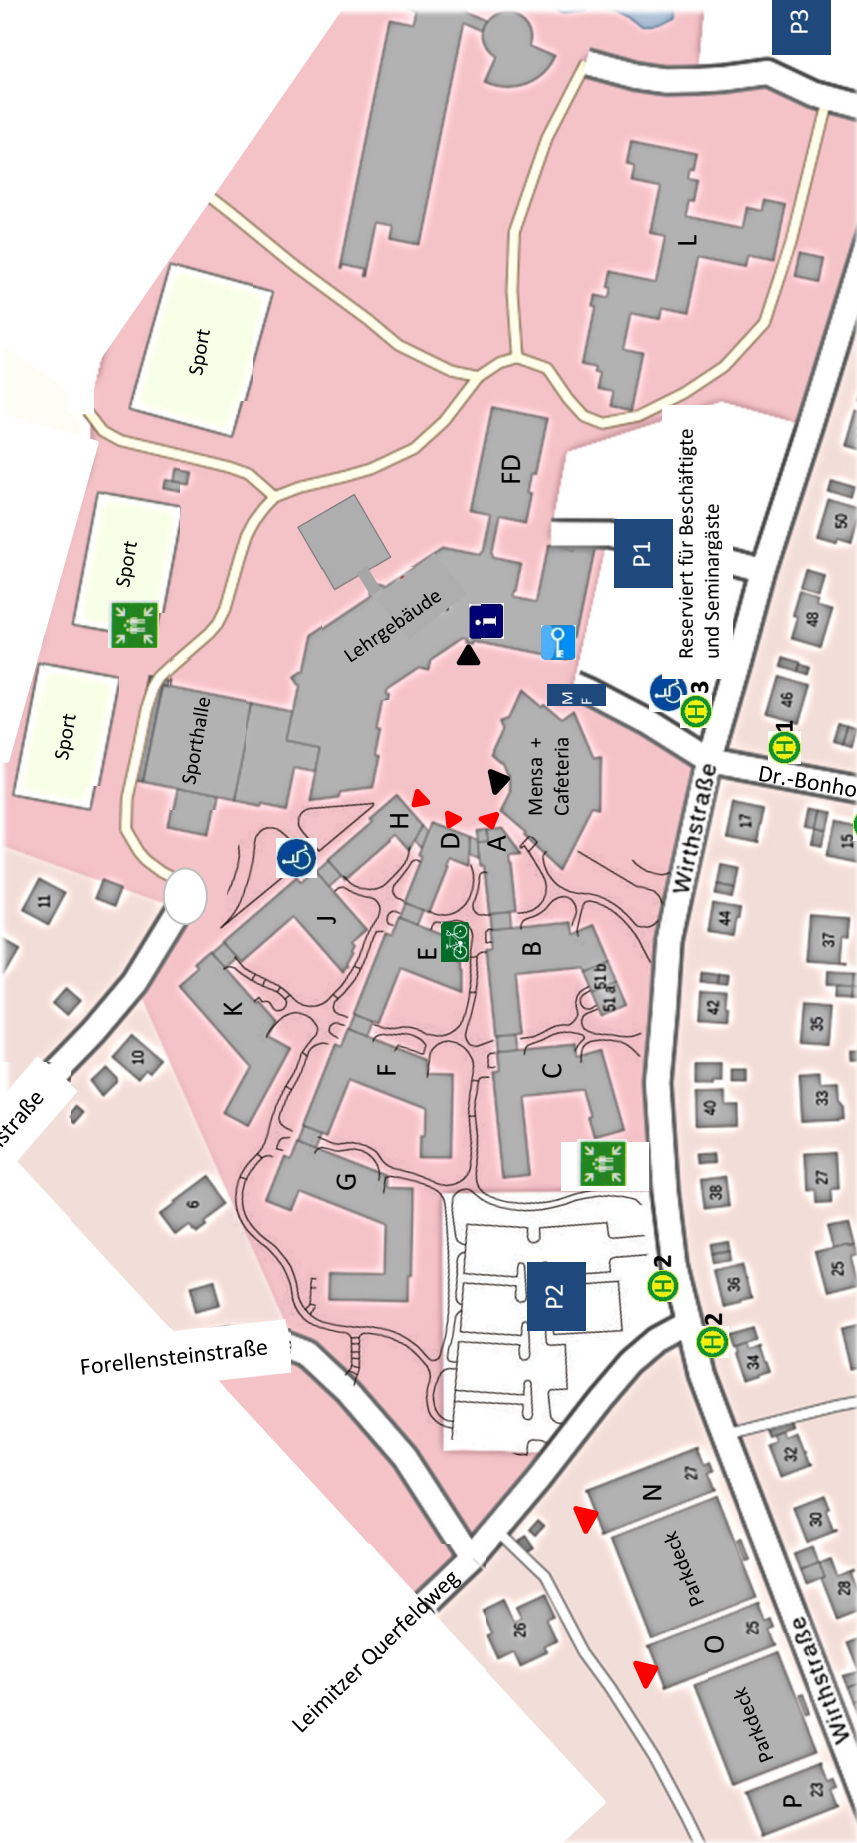 P3
L
Sport
Sport
Sport
FD
Lehrgebäude
i
P1
Reserviert für Beschäftigte
und Seminargäste
M
F
Sporthalle
Mensa +
Cafeteria
H
D
A
J
E
B
K
51 b
51 a
F
C
G
P2
H 3
H 1
H 2
H 2
Dr.-Bonho
Wirthstraße
50
48
46
17
15
44
37
42
35
40
33
38
27
36
25
34
32
30
28
11
10
6
straße
Forellensteinstraße
Leimitzer Querfeldweg
26
N
27
Parkdeck
O
25
Parkdeck
P
23
Wirthstraße